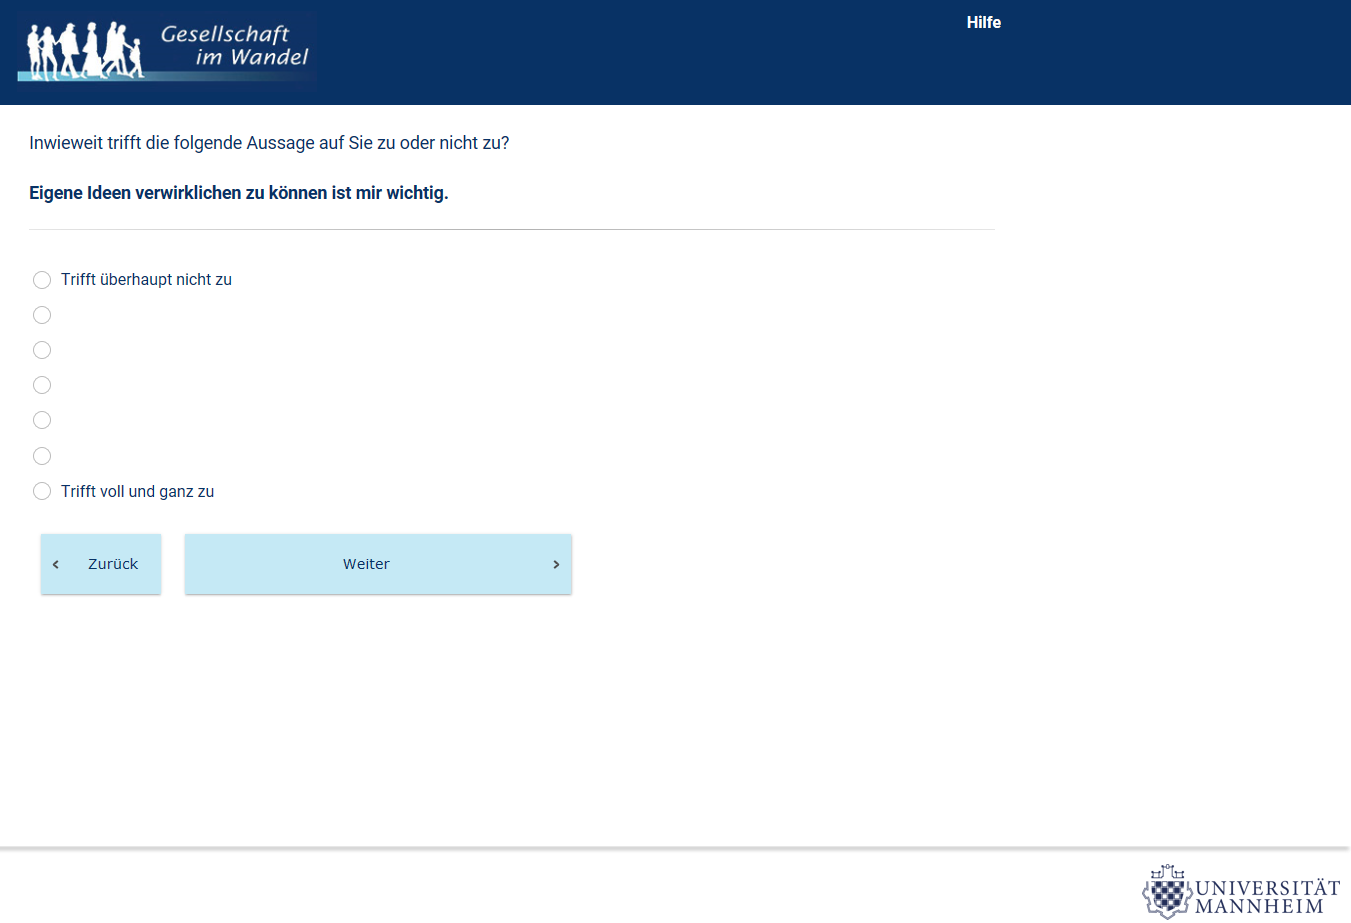 Gesellschaft
im Wandel
Hilfe
Inwieweit trifft die folgende Aussage auf Sie zu oder nicht zu?
Eigene Ideen verwirklichen zu können ist mir wichtig.
Trifft überhaupt nicht zu
Trifft voll und ganz zu
‹ Zurück
Weiter ›
UNIVERSITÄT
MANNHEIM